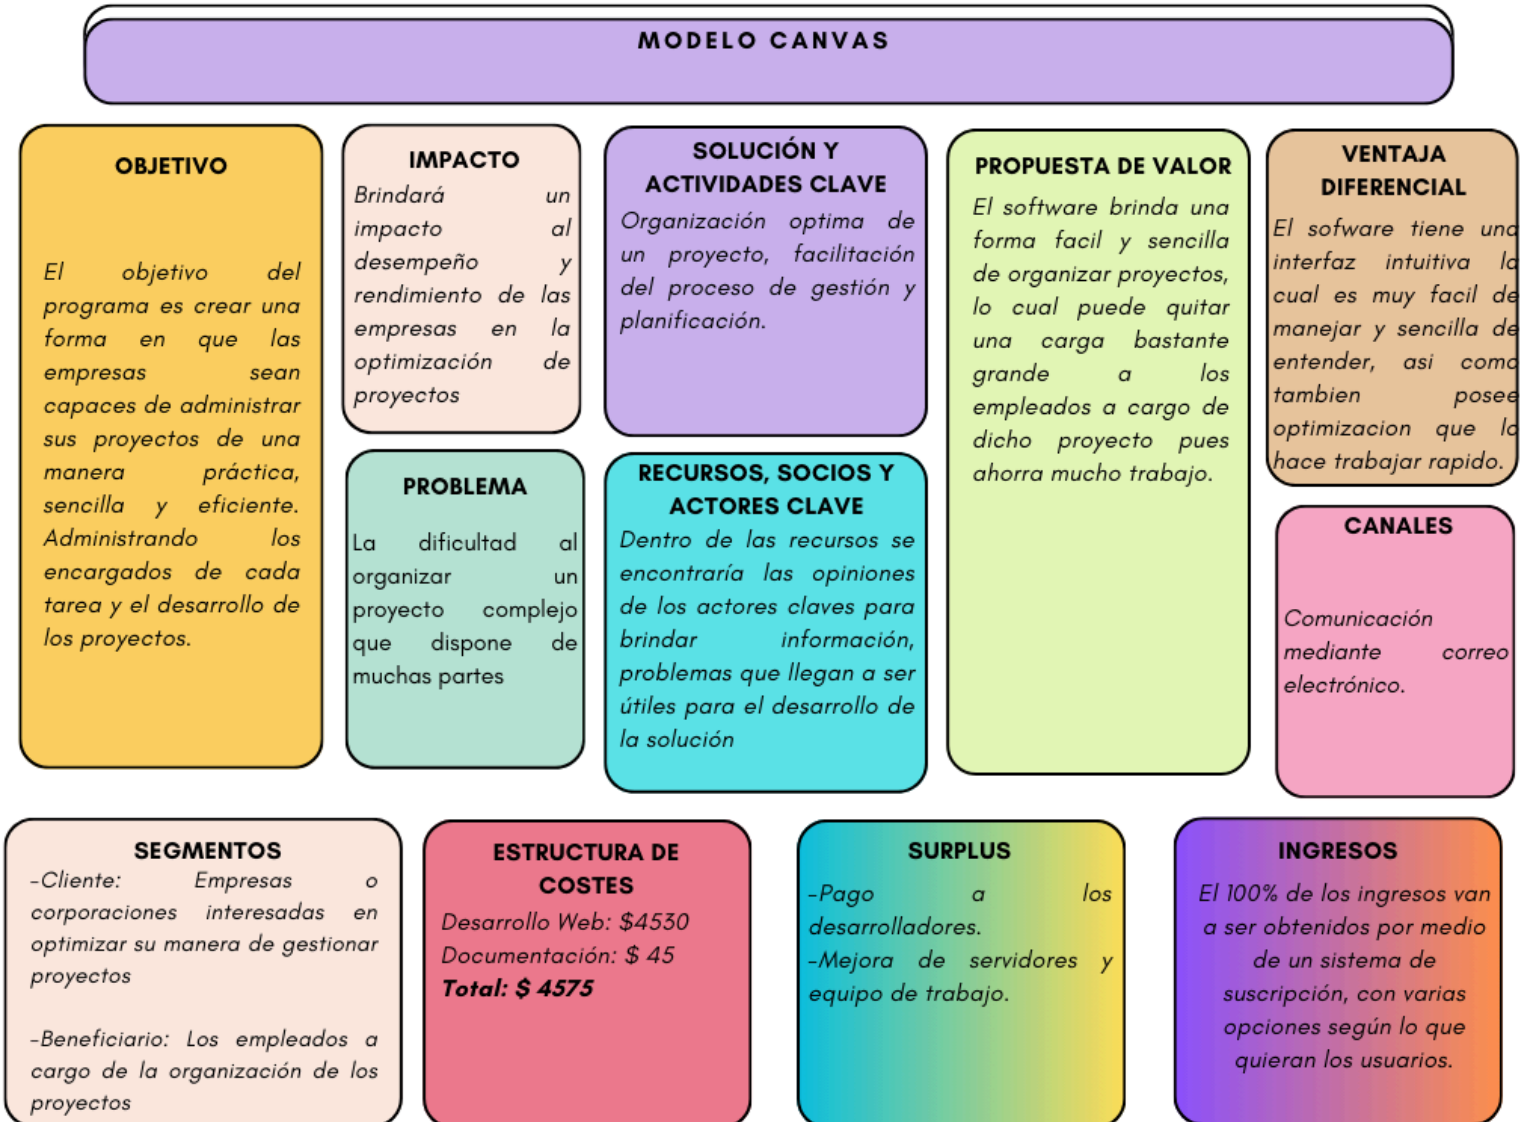 MODELO CANVAS
OBJETIVO
El objetivo del
programa es crear una
forma en que las
empresas sean
capaces de administrar
sus proyectos de una
manera práctica,
sencilla y eficiente.
Administrando los
encargados de cada
tarea y el desarrollo de
los proyectos.
IMPACTO
Brindará un
impacto al
desempeño y
rendimiento de las
empresas en la
optimización de
proyectos
PROBLEMA
La dificultad al
organizar un
proyecto complejo
que dispone de
muchas partes
SOLUCIÓN Y
ACTIVIDADES CLAVE
Organización optima de
un proyecto, facilitación
del proceso de gestión y
planificación.
RECURSOS, SOCIOS Y
ACTORES CLAVE
Dentro de las recursos se
encontraría las opiniones
de los actores claves para
brindar información,
problemas que llegan a ser
útiles para el desarrollo de
la solución
PROPUESTA DE VALOR
El software brinda una
forma facil y sencilla
de organizar proyectos,
lo cual puede quitar
una carga bastante
grande a los
empleados a cargo de
dicho proyecto pues
ahorra mucho trabajo.
VENTAJA
DIFERENCIAL
El sofware tiene una
interfaz intuitiva la
cual es muy facil de
manejar y sencilla de
entender, asi como
tambien posee
optimizacion que lo
hace trabajar rapido.
CANALES
Comunicación
mediante correo
electrónico.
SEGMENTOS
-Cliente: Empresas o
corporaciones interesadas en
optimizar su manera de gestionar
proyectos
-Beneficiario: Los empleados a
cargo de la organización de los
proyectos
ESTRUCTURA DE
COSTES
Desarrollo Web: $4530
Documentación: $ 45
Total: $ 4575
SURPLUS
-Pago a los
desarrolladores.
-Mejora de servidores y
equipo de trabajo.
INGRESOS
El 100% de los ingresos van
a ser obtenidos por medio
de un sistema de
suscripción, con varias
opciones según lo que
quieran los usuarios.